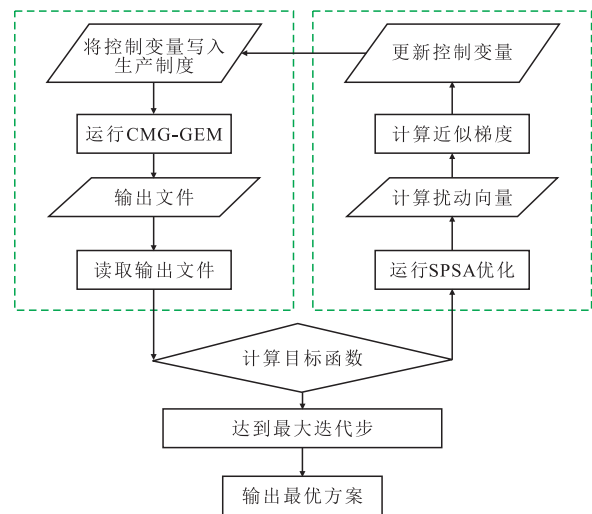 将控制变量写入
生产制度
运行CMG-GEM
输出文件
读取输出文件
更新控制变量
计算近似梯度
计算扰动向量
运行SPSA优化
计算目标函数
达到最大迭代步
输出最优方案